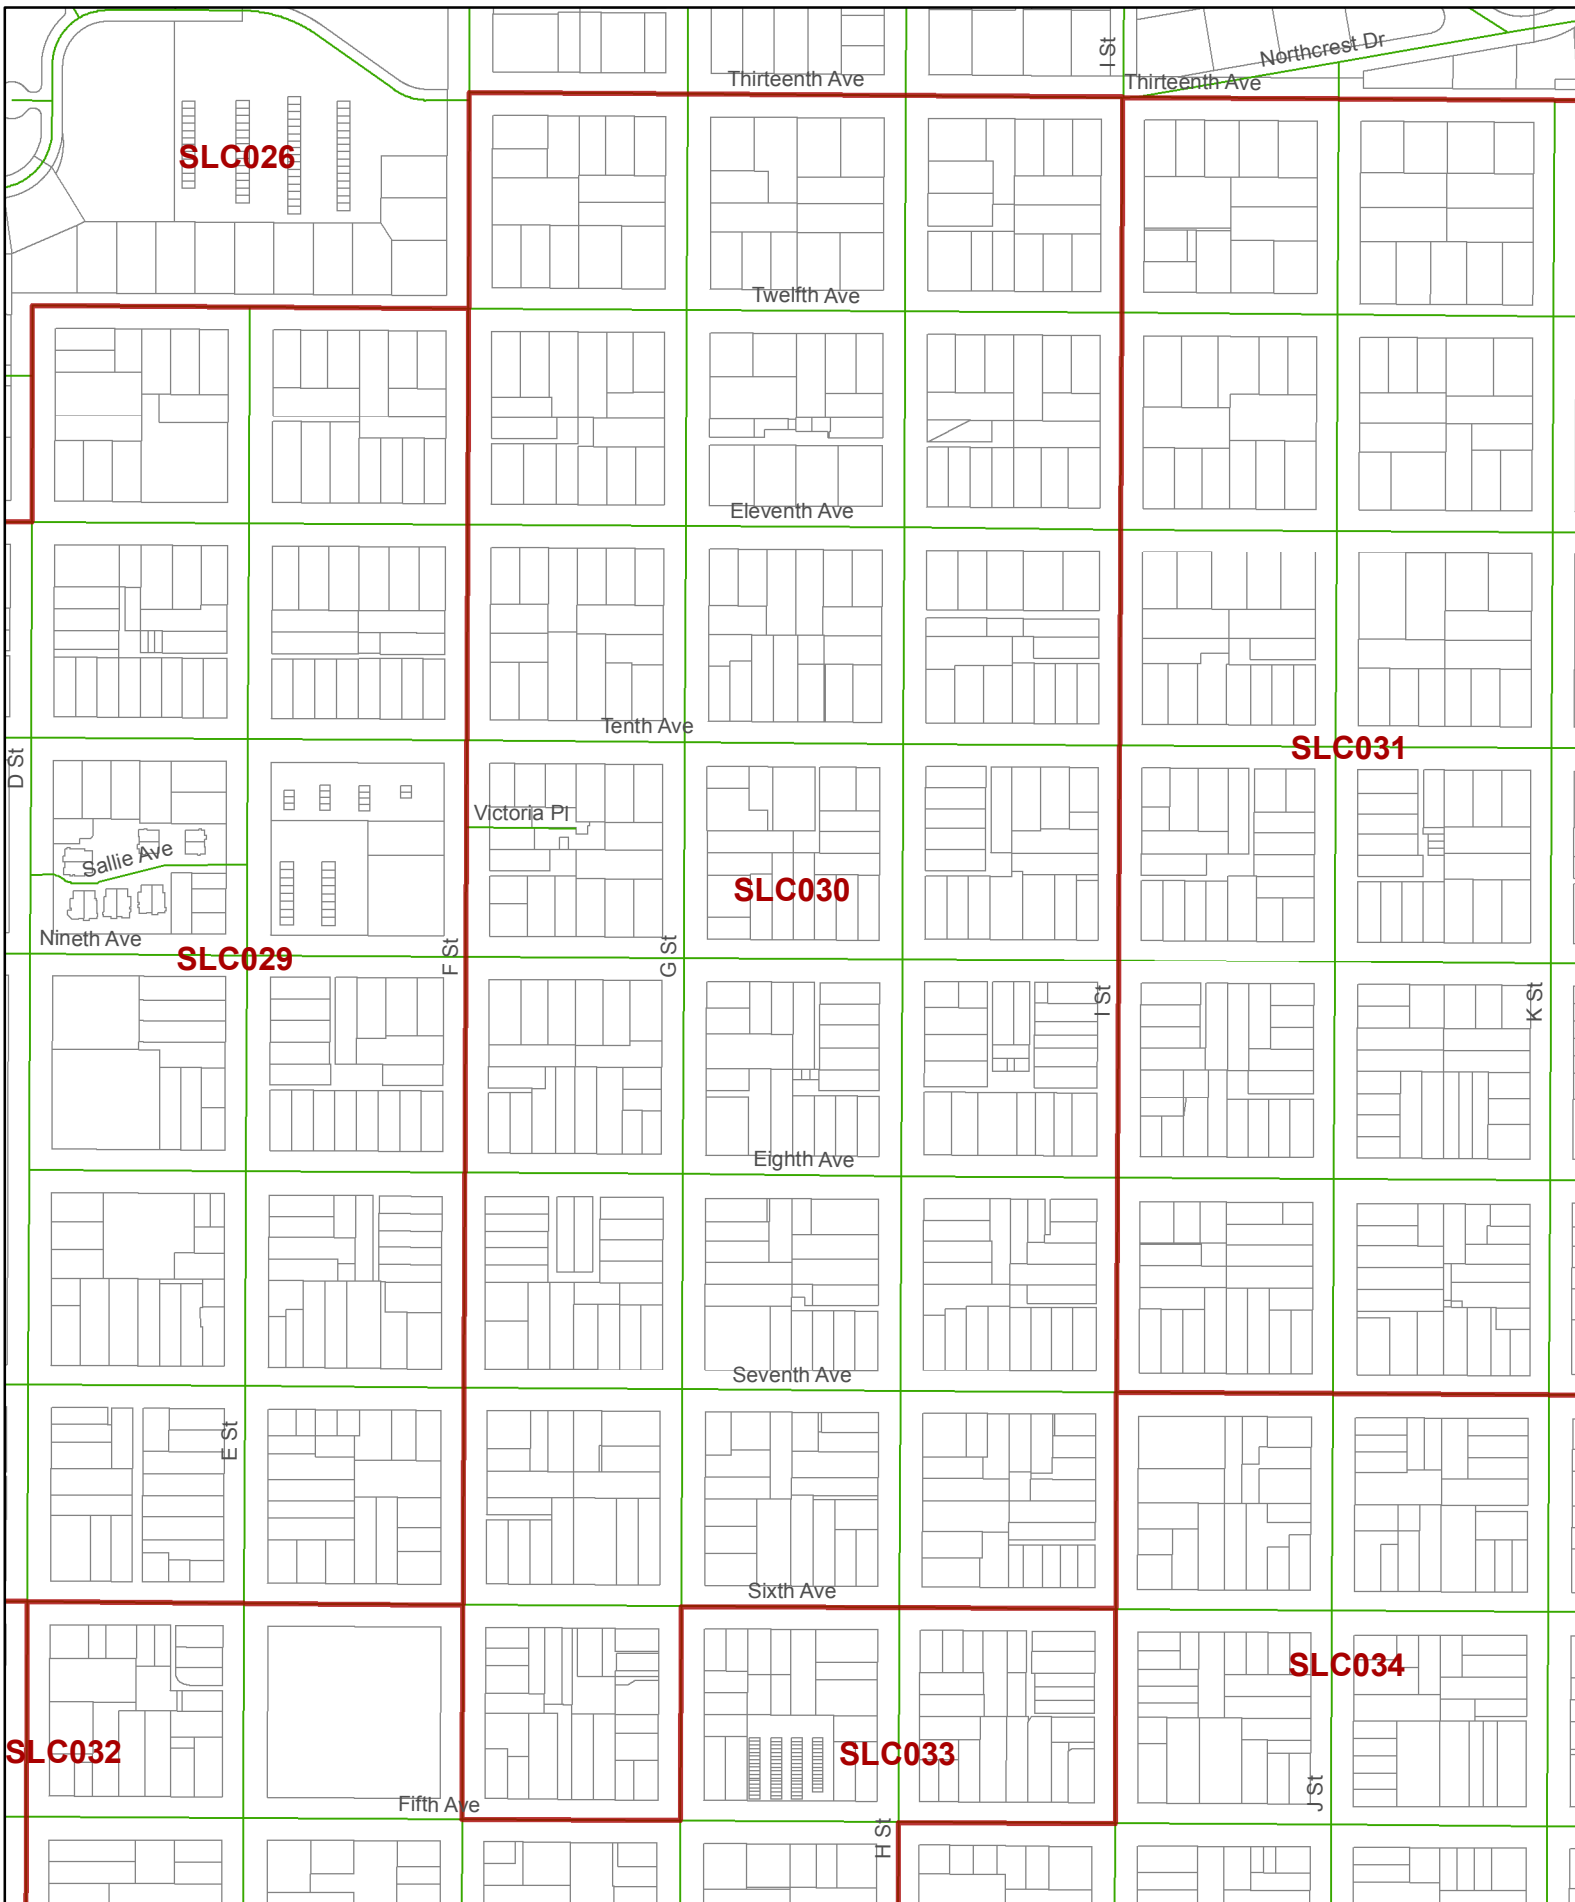 I St
Northcrest Dr
Thirteenth Ave
Thirteenth Ave
SLC026
Twelfth Ave
Eleventh Ave
Tenth Ave
SLC031
D St
Victoria Pl
Sallie Ave
SLC030
Nineth Ave
SLC029
F St
G St
I St
K St
Eighth Ave
Seventh Ave
E St
Sixth Ave
SLC034
SLC032
SLC033
Fifth Ave
J St
H St